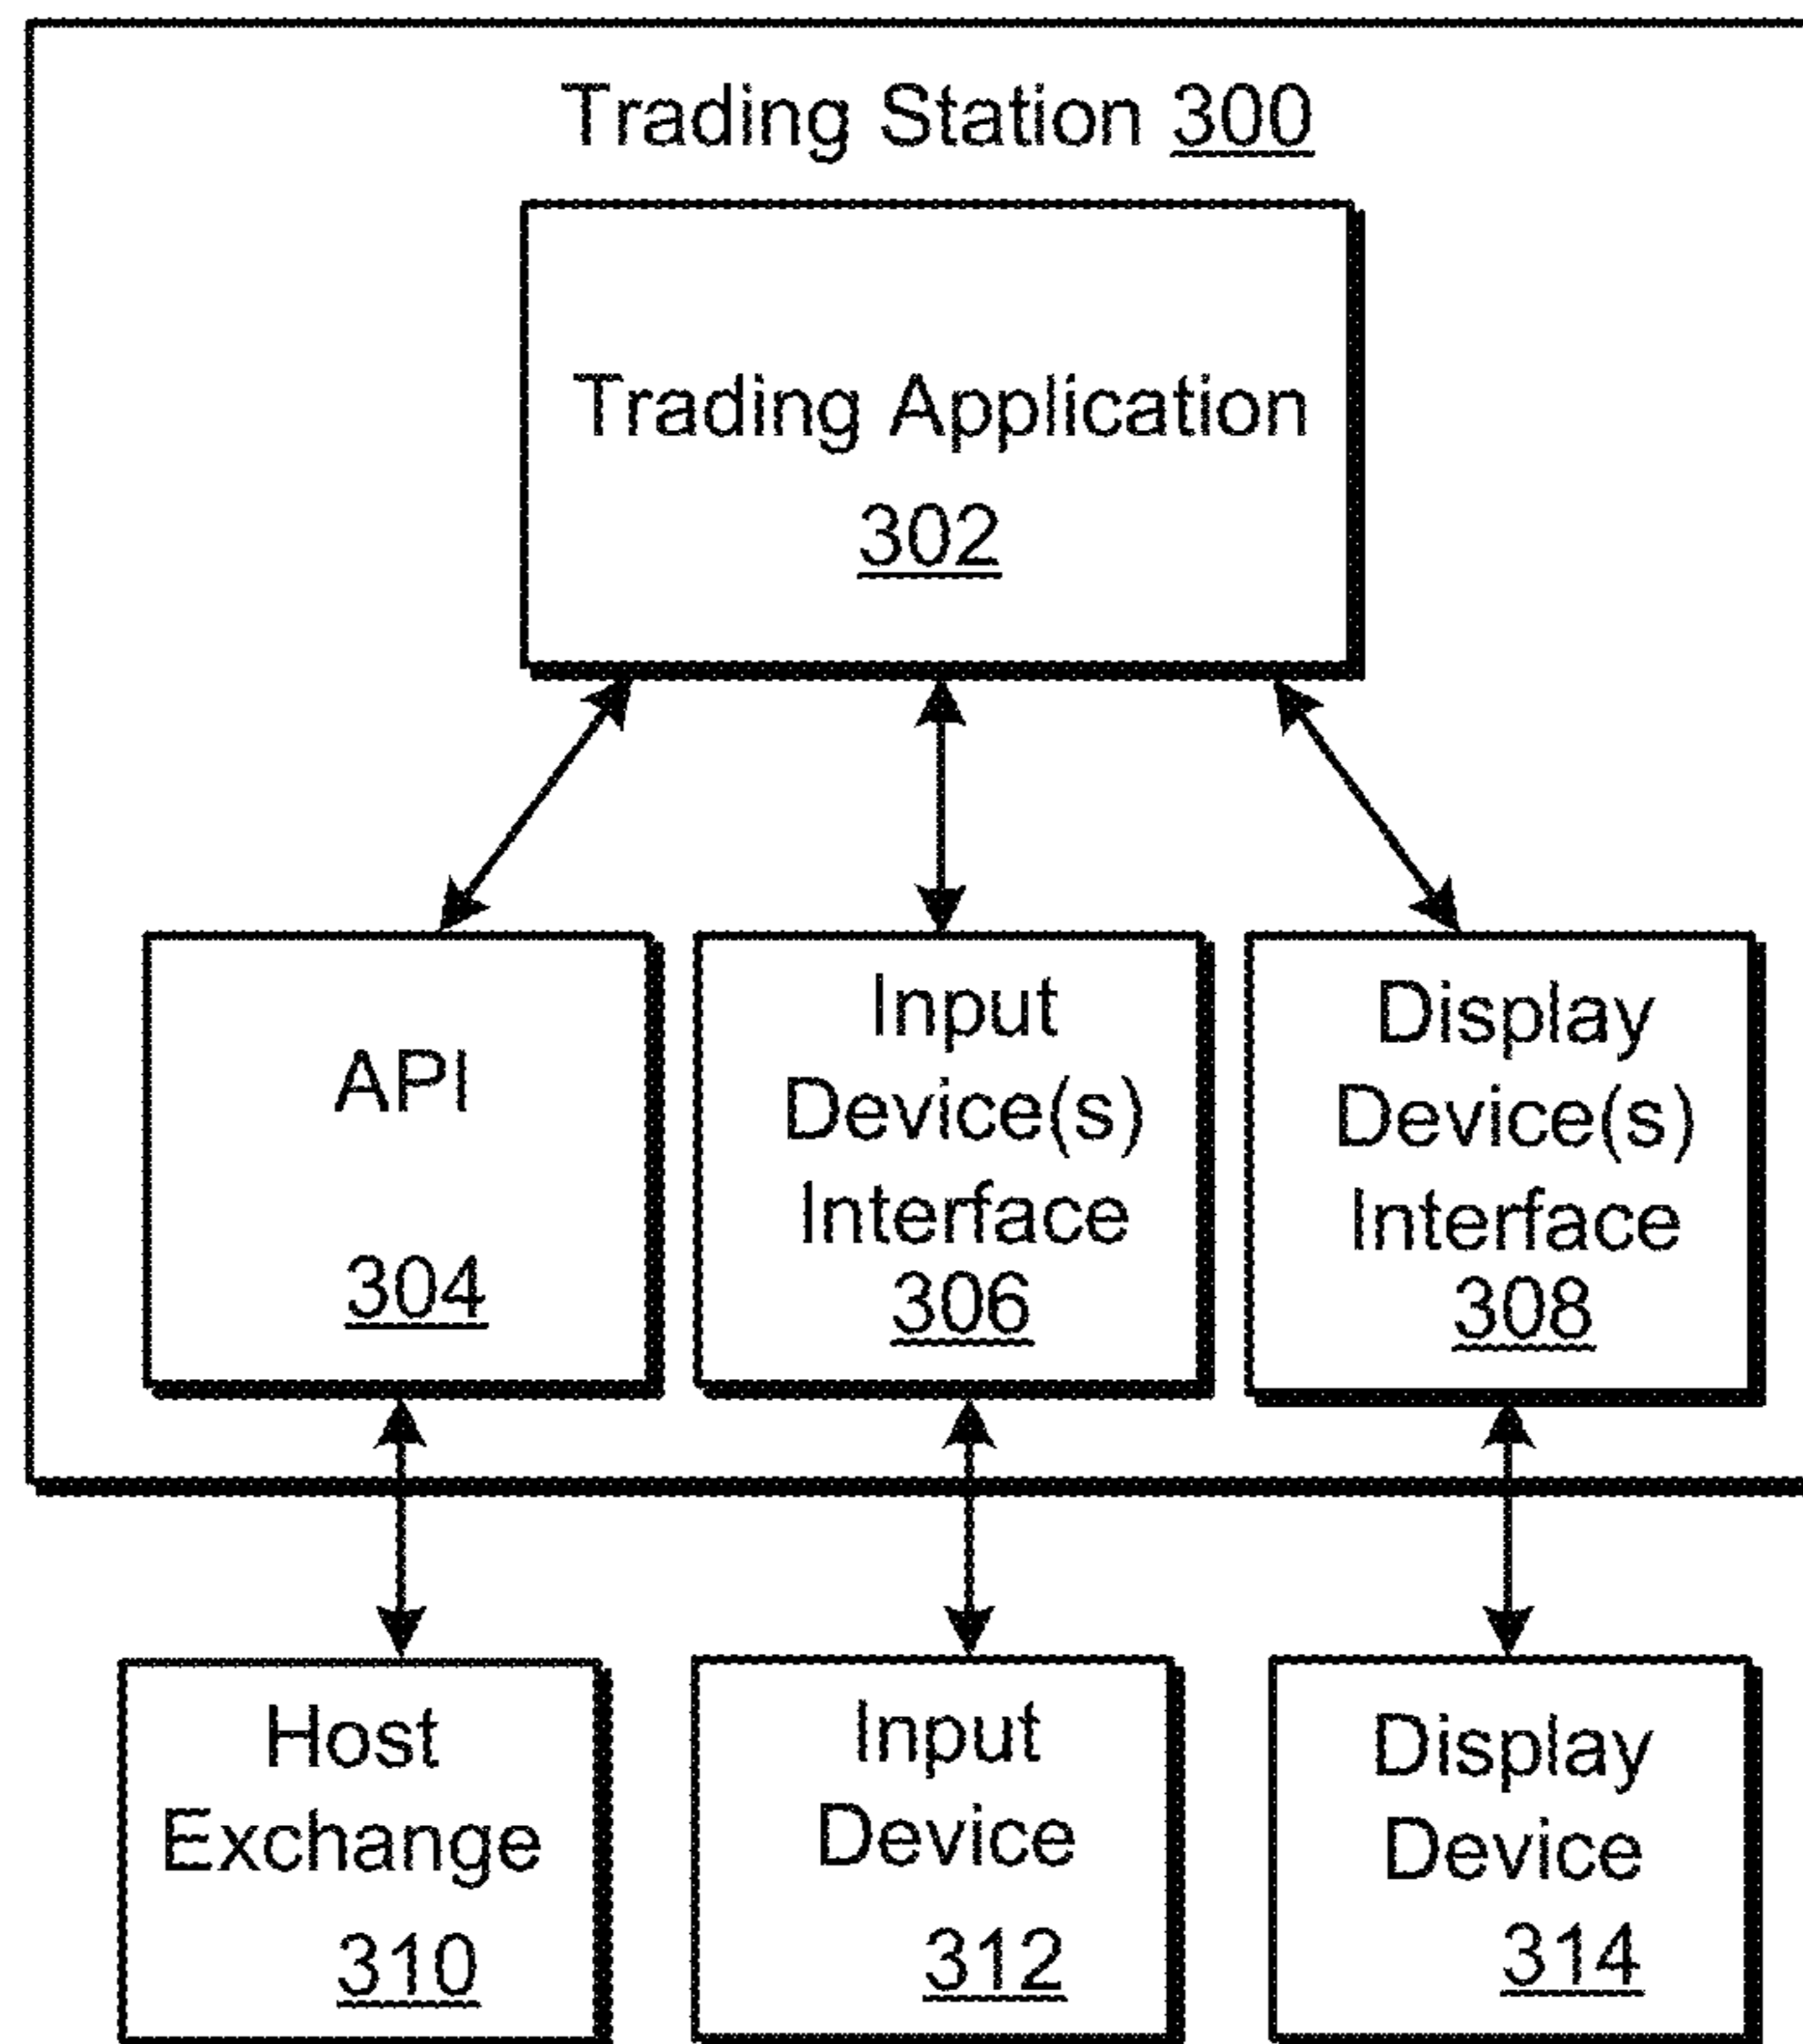 Trading Station 300
Trading Application
302
API
304
Input
Device(s)
Interface
306
Display
Device(s)
Interface
308
Host
Exchange
310
Input
Device
312
Display
Device
314